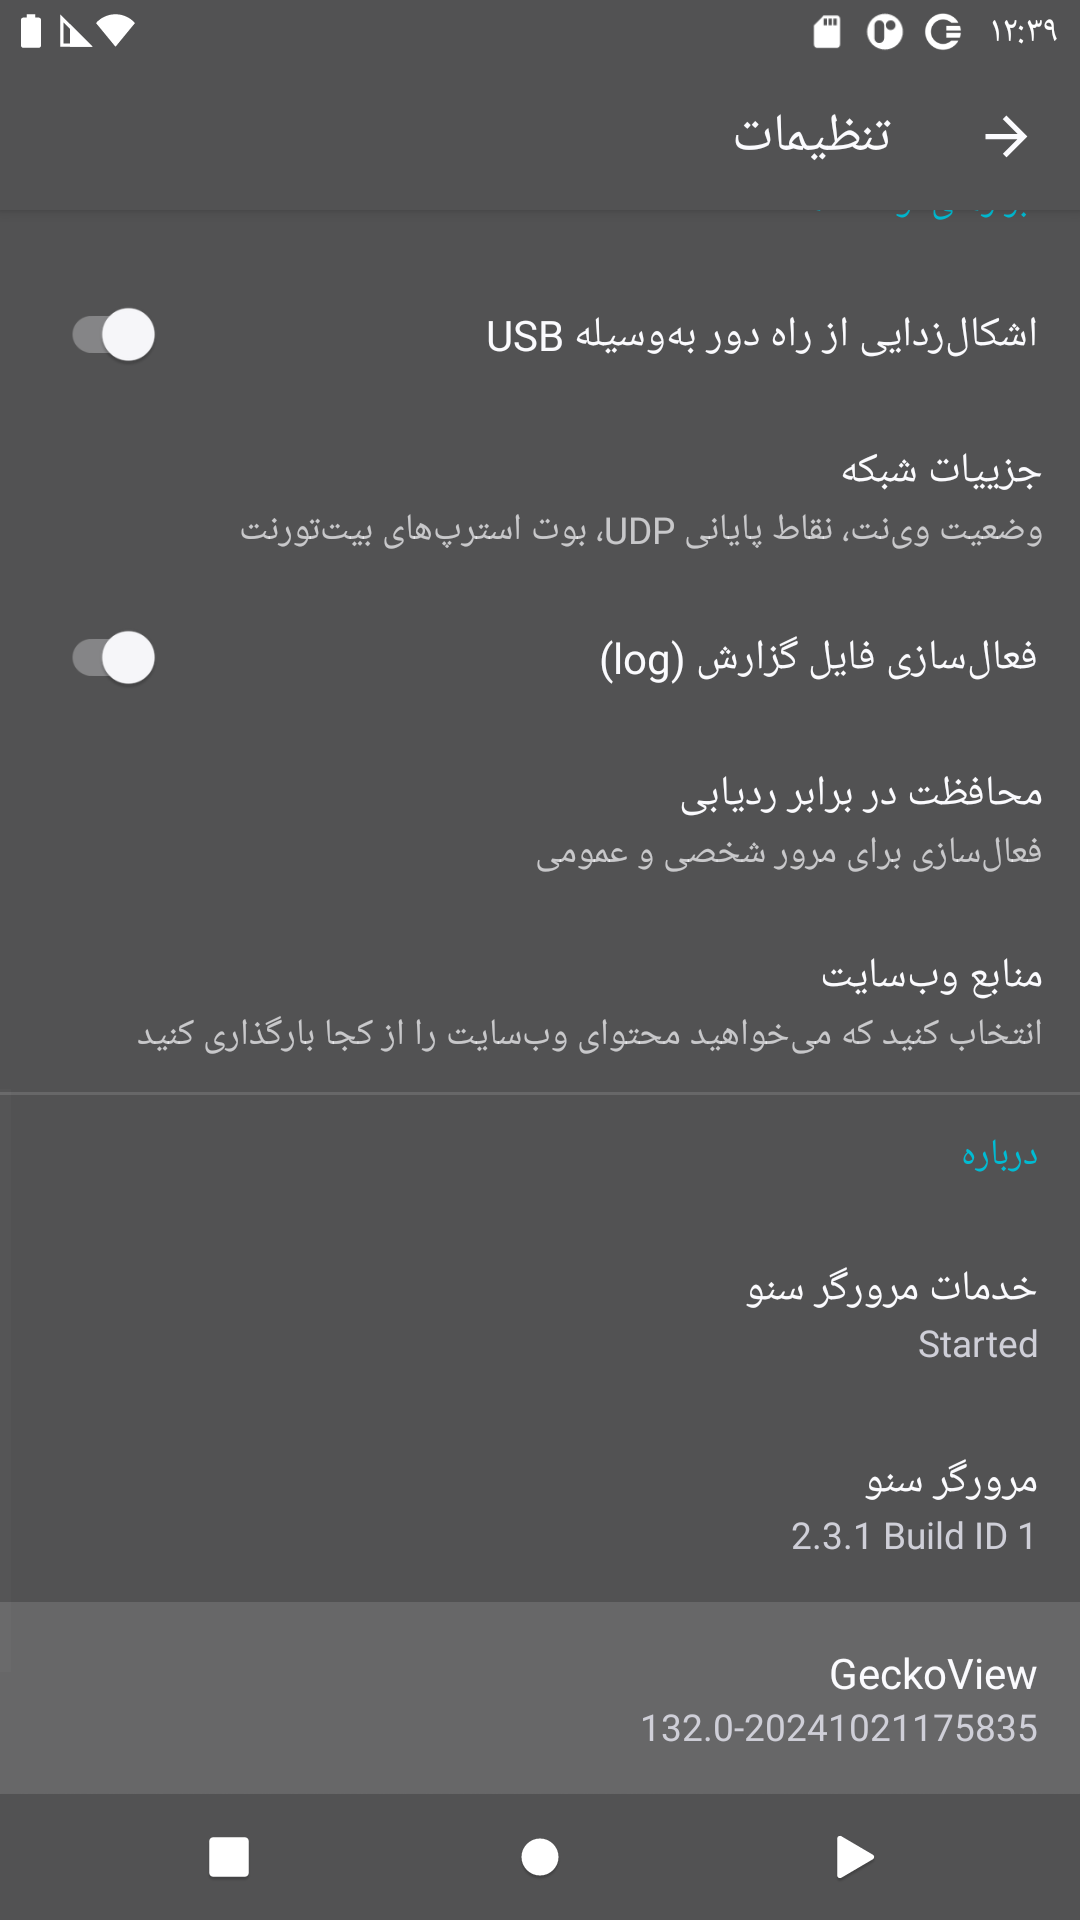 ۱۲:۳۹
تنظیمات
اشکال‌زدایی از راه دور به‌وسیله USB
جزییات شبکه
وضعیت وی‌نت، نقاط پایانی UDP، بوت استرپ‌های بیت‌تورنت
فعال‌سازی فایل گزارش (log)
محافظت در برابر ردیابی
فعال‌سازی برای مرور شخصی و عمومی
منابع وب‌سایت
انتخاب کنید که می‌خواهید محتوای وب‌سایت را از کجا بارگذاری کنید
درباره
خدمات مرورگر سنو
Started
مرورگر سنو
2.3.1 Build ID 1
GeckoView
132.0-20241021175835